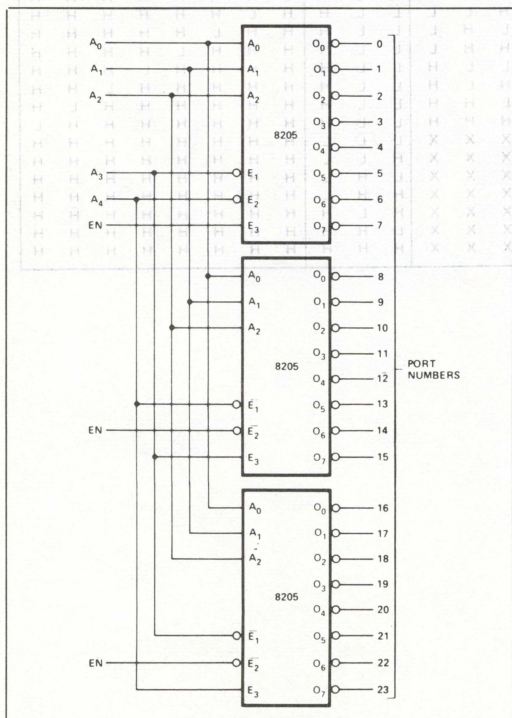 A0 A0 O0 0
A1 A1 O1 1
A2 A2 O2 2
O3 3
8205
O4 4
A3 E1 O5 5
A4 E2 O6 6
EN E3 O7 7
A0 O0 8
A1 O1 9
A2 O2 10
O3 11
8205
O4 12
PORT
NUMBERS
E1 O5 13
EN E2 O6 14
E3 O7 15
A0 O0 16
A1 O1 17
A2 O2 18
O3 19
8205
O4 20
E1 O5 21
EN E2 O6 22
E3 O7 23